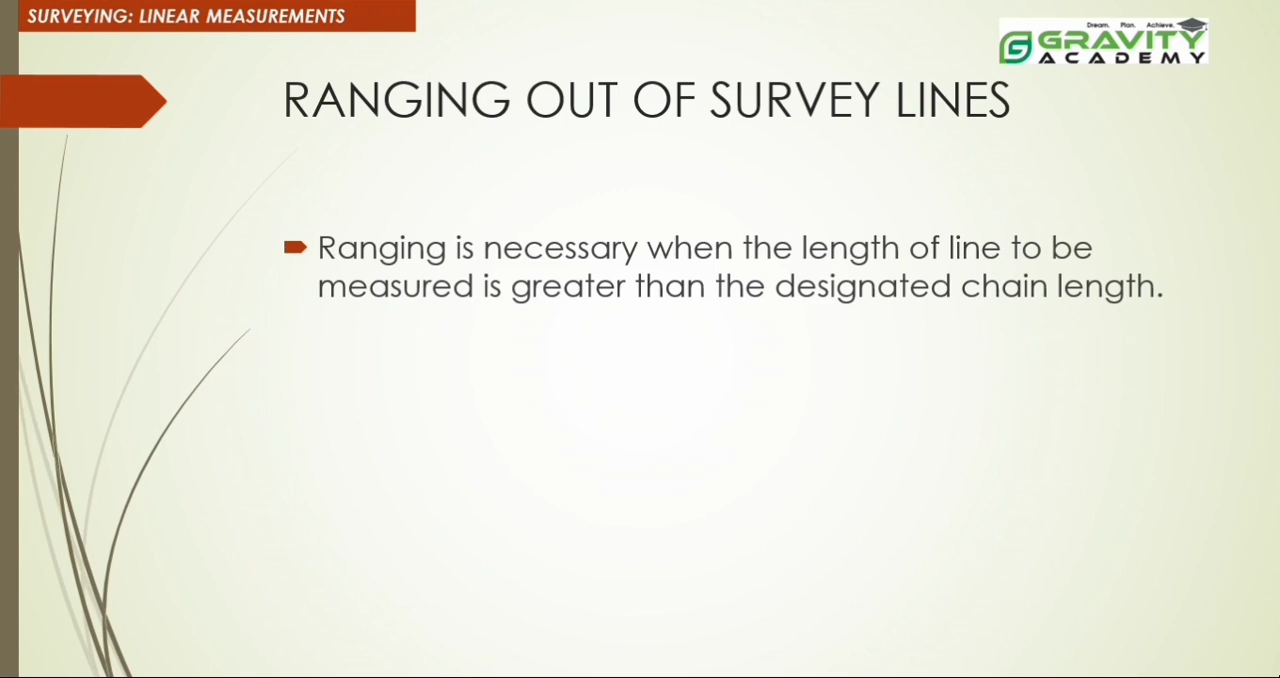 SURVEYING: LINEAR MEASUREMENTS
Dream. Plan. Achieve.
GRAVITY
ACADEMY
RANGING OUT OF SURVEY LINES
Ranging is necessary when the length of line to be
measured is greater than the designated chain length.